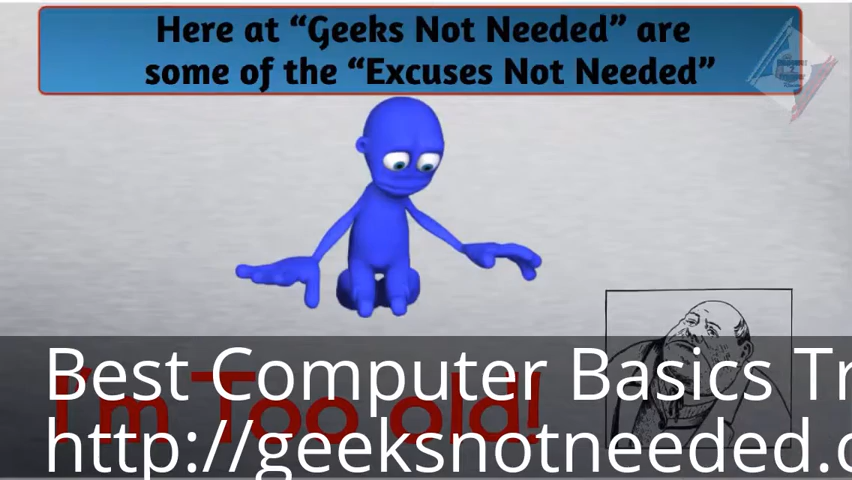 Here at “Geeks Not Needed” are
some of the “Excuses Not Needed”
I'm Too old!
Best Computer Basics Tr
http://geeksnotneeded.c